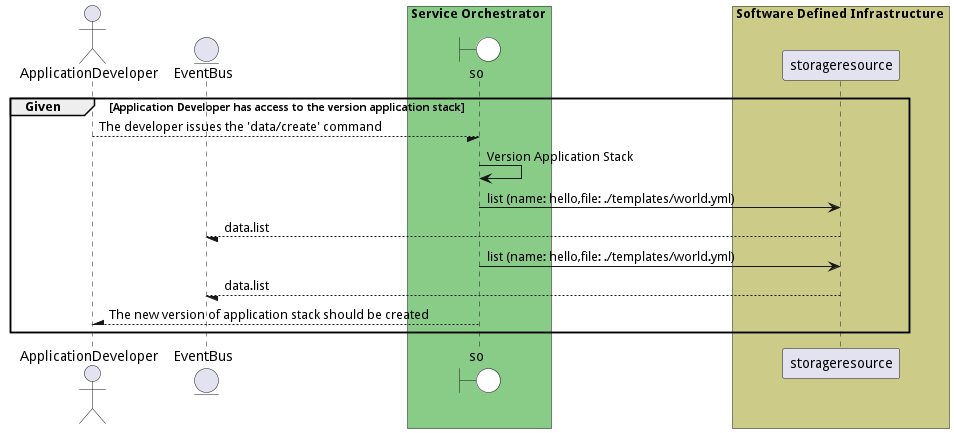 Service Orchestrator
Software Defined Infrastructure
ApplicationDeveloper
EventBus
so
storageresource
Given
[Application Developer has access to the version application stack]
The developer issues the 'data/create' command
Version Application Stack
list (name: hello,file: ./templates/world.yml)
data.list
list (name: hello,file: ./templates/world.yml)
data.list
The new version of application stack should be created
ApplicationDeveloper
EventBus
so
storageresource